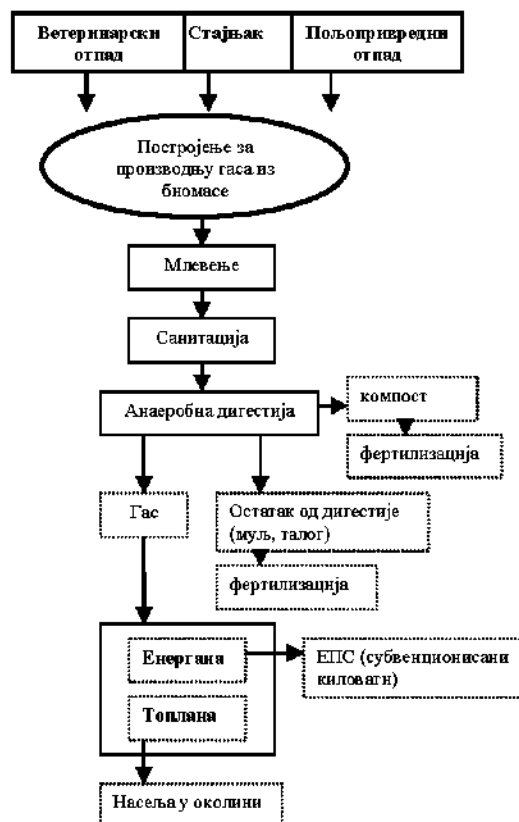 Ветеринарски
отпад
Стајњак
Пољопривредни
отпад
Постројење за
производњу гаса из
биомасе
Млевење
Санитација
Анаеробна дигестија
компост
фертилизација
Гас
Остатак од дигестије
(муљ, талог)
фертилизација
Енергана
ЕПС (субвенционисани
киловати)
Топлана
Насеља у околини